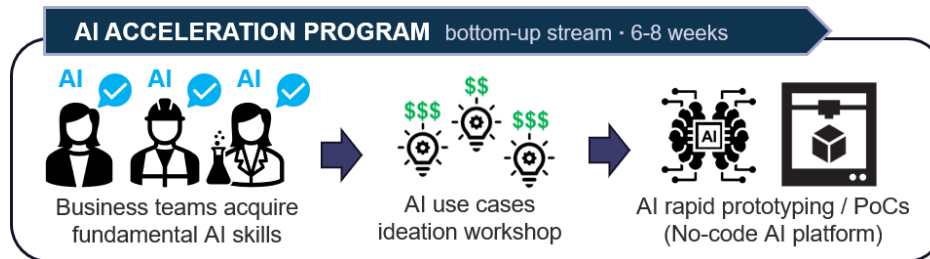 AI ACCELERATION PROGRAM bottom-up stream · 6-8 weeks
AI AI AI
$$$ $$ $$$
AI
Business teams acquire
fundamental AI skills
AI use cases
ideation workshop
AI rapid prototyping / PoCs
(No-code AI platform)